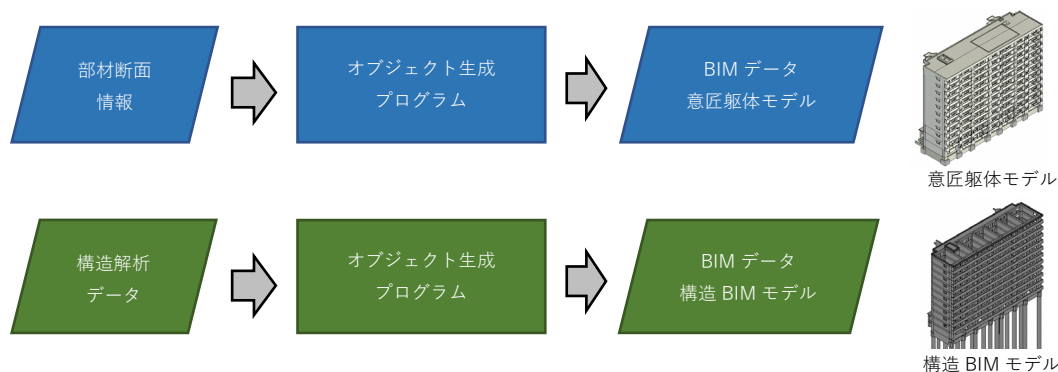 部材断面
情報
オブジェクト生成
プログラム
BIM データ
意匠躯体モデル
意匠躯体モデル
構造解析
データ
オブジェクト生成
プログラム
BIM データ
構造 BIM モデル
構造 BIM モデル